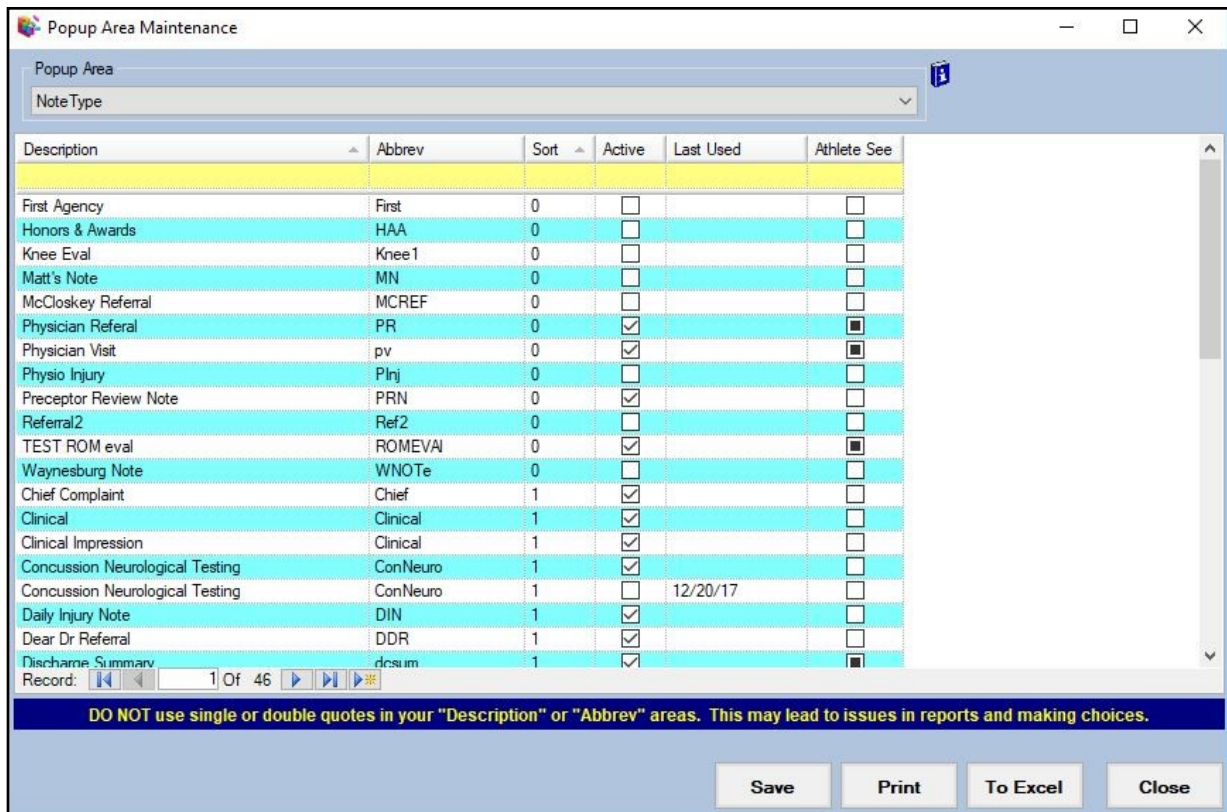 Popup Area Maintenance
Popup Area
NoteType
Description Abbrev Sort Active Last Used Athlete See
First Agency First 0
Honors & Awards HAA 0
Knee Eval Knee1 0
Matt's Note MN 0
McCloskey Referral MCREF 0
Physician Referal PR 0
Physician Visit pv 0
Physio Injury PInj 0
Preceptor Review Note PRN 0
Referral2 Ref2 0
TEST ROM eval ROMEVAl 0
Waynesburg Note WNOTe 0
Chief Complaint Chief 1
Clinical Clinical 1
Clinical Impression Clinical 1
Concussion Neurological Testing ConNeuro 1
Concussion Neurological Testing ConNeuro 1 12/20/17
Daily Injury Note DIN 1
Dear Dr Referral DDR 1
Discharge Summary dcsum 1
Record: 1 Of 46
DO NOT use single or double quotes in your "Description" or "Abbrev" areas. This may lead to issues in reports and making choices.
Save Print To Excel Close